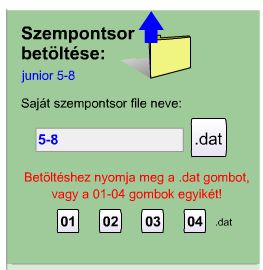 Szempontsor
betöltése:
junior 5-8
Saját szempontsor file neve:
5-8 .dat
Betöltéshez nyomja meg a .dat gombot,
vagy a 01-04 gombok egyikét!
01 02 03 04 .dat